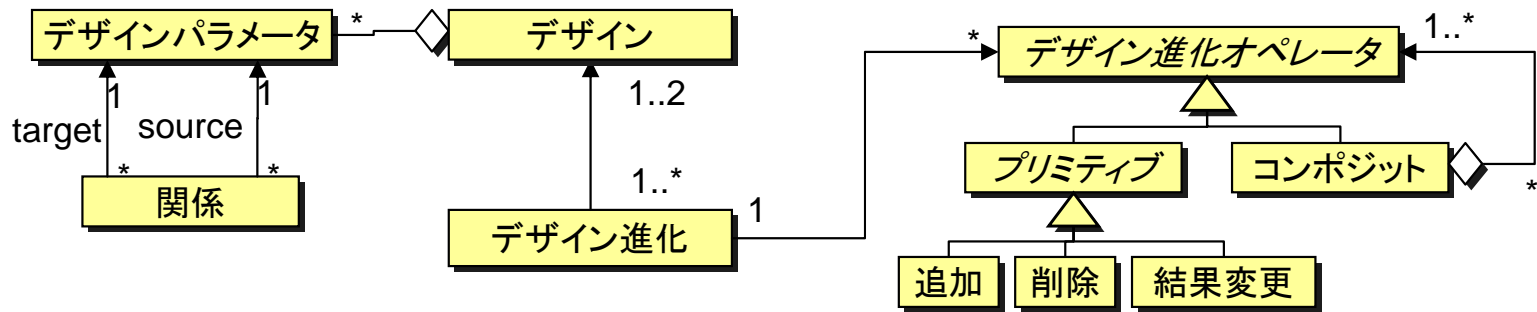 デザインパラメータ
*
デザイン
*
デザイン進化オペレータ
1..*
1
1
1..2
target
source
*
*
プリミティブ
コンポジット
*
関係
1..*
デザイン進化
1
追加
削除
結果変更